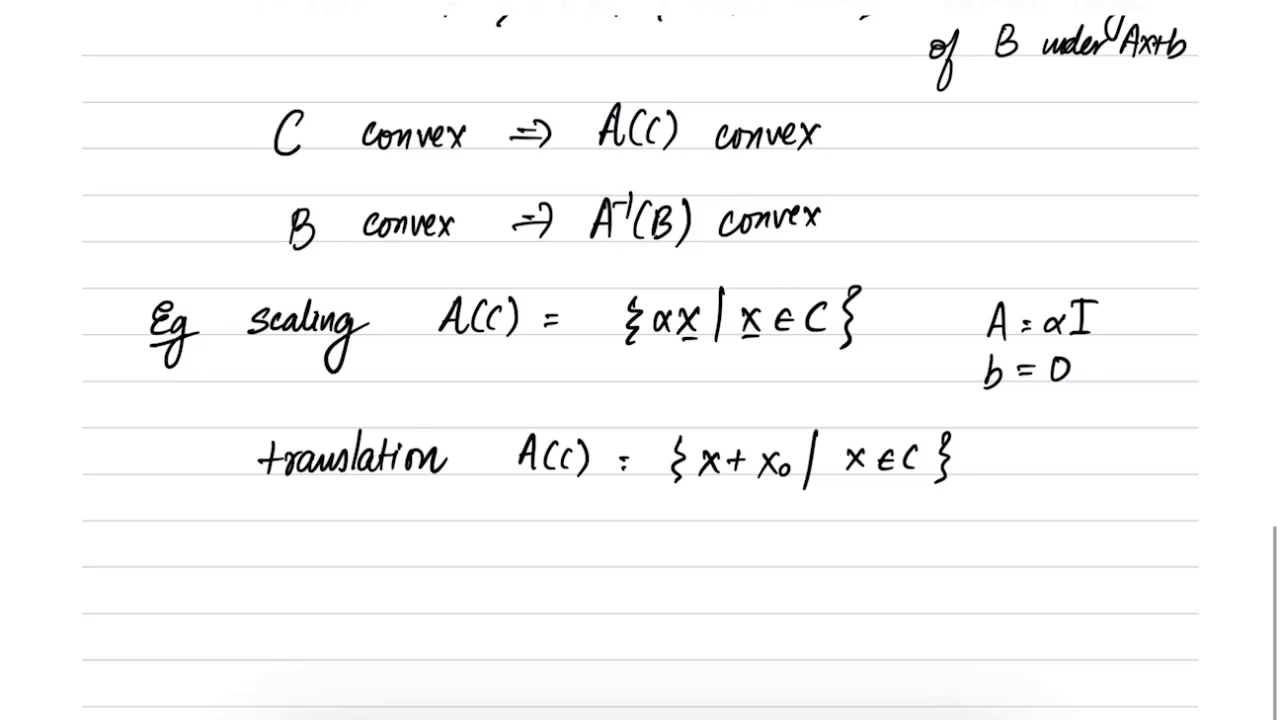 of B under Ax+b
C convex ⇒ A(C) convex
B convex ⇒ A⁻¹(B) convex
Eg scaling A(C) = {αx | x ∈ C} A = αI
b = 0
translation A(C) = {x + x₀ | x ∈ C}